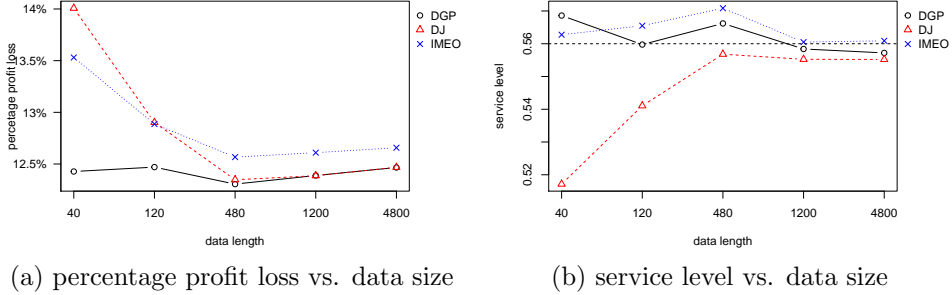 14%
13.5%
13%
12.5%
percetage profit loss
40 120 480 1200 4800
data length
DGP
DJ
IMEO
(a) percentage profit loss vs. data size
0.56
0.54
0.52
service level
40 120 480 1200 4800
data length
DGP
DJ
IMEO
(b) service level vs. data size